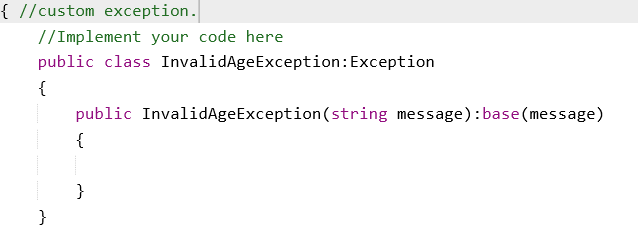 { //custom exception.
//Implement your code here
public class InvalidAgeException:Exception
{
public InvalidAgeException(string message):base(message)
{
}
}